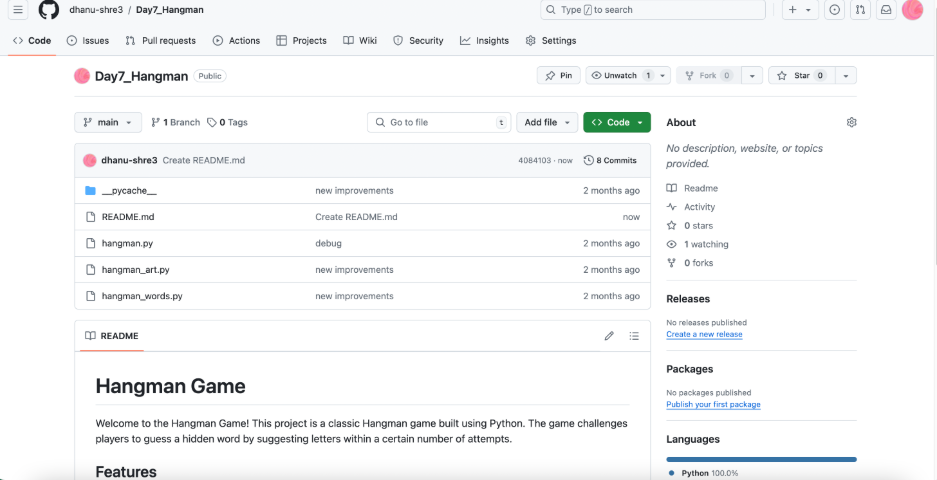 dhanu-shre3 / Day7_Hangman
Type / to search
Code Issues Pull requests Actions Projects Wiki Security Insights Settings
Day7_Hangman Public
Pin Unwatch 1 Fork 0 Star 0
main 1 Branch 0 Tags Go to file t Add file Code
dhanu-shre3 Create README.md 4084103 · now 8 Commits
__pycache__ new improvements 2 months ago
README.md Create README.md now
hangman.py debug 2 months ago
hangman_art.py new improvements 2 months ago
hangman_words.py new improvements 2 months ago
README
Hangman Game
Welcome to the Hangman Game! This project is a classic Hangman game built using Python. The game challenges
players to guess a hidden word by suggesting letters within a certain number of attempts.
Features
About
No description, website, or topics
provided.
Readme
Activity
0 stars
1 watching
0 forks
Releases
No releases published
Create a new release
Packages
No packages published
Publish your first package
Languages
Python 100.0%